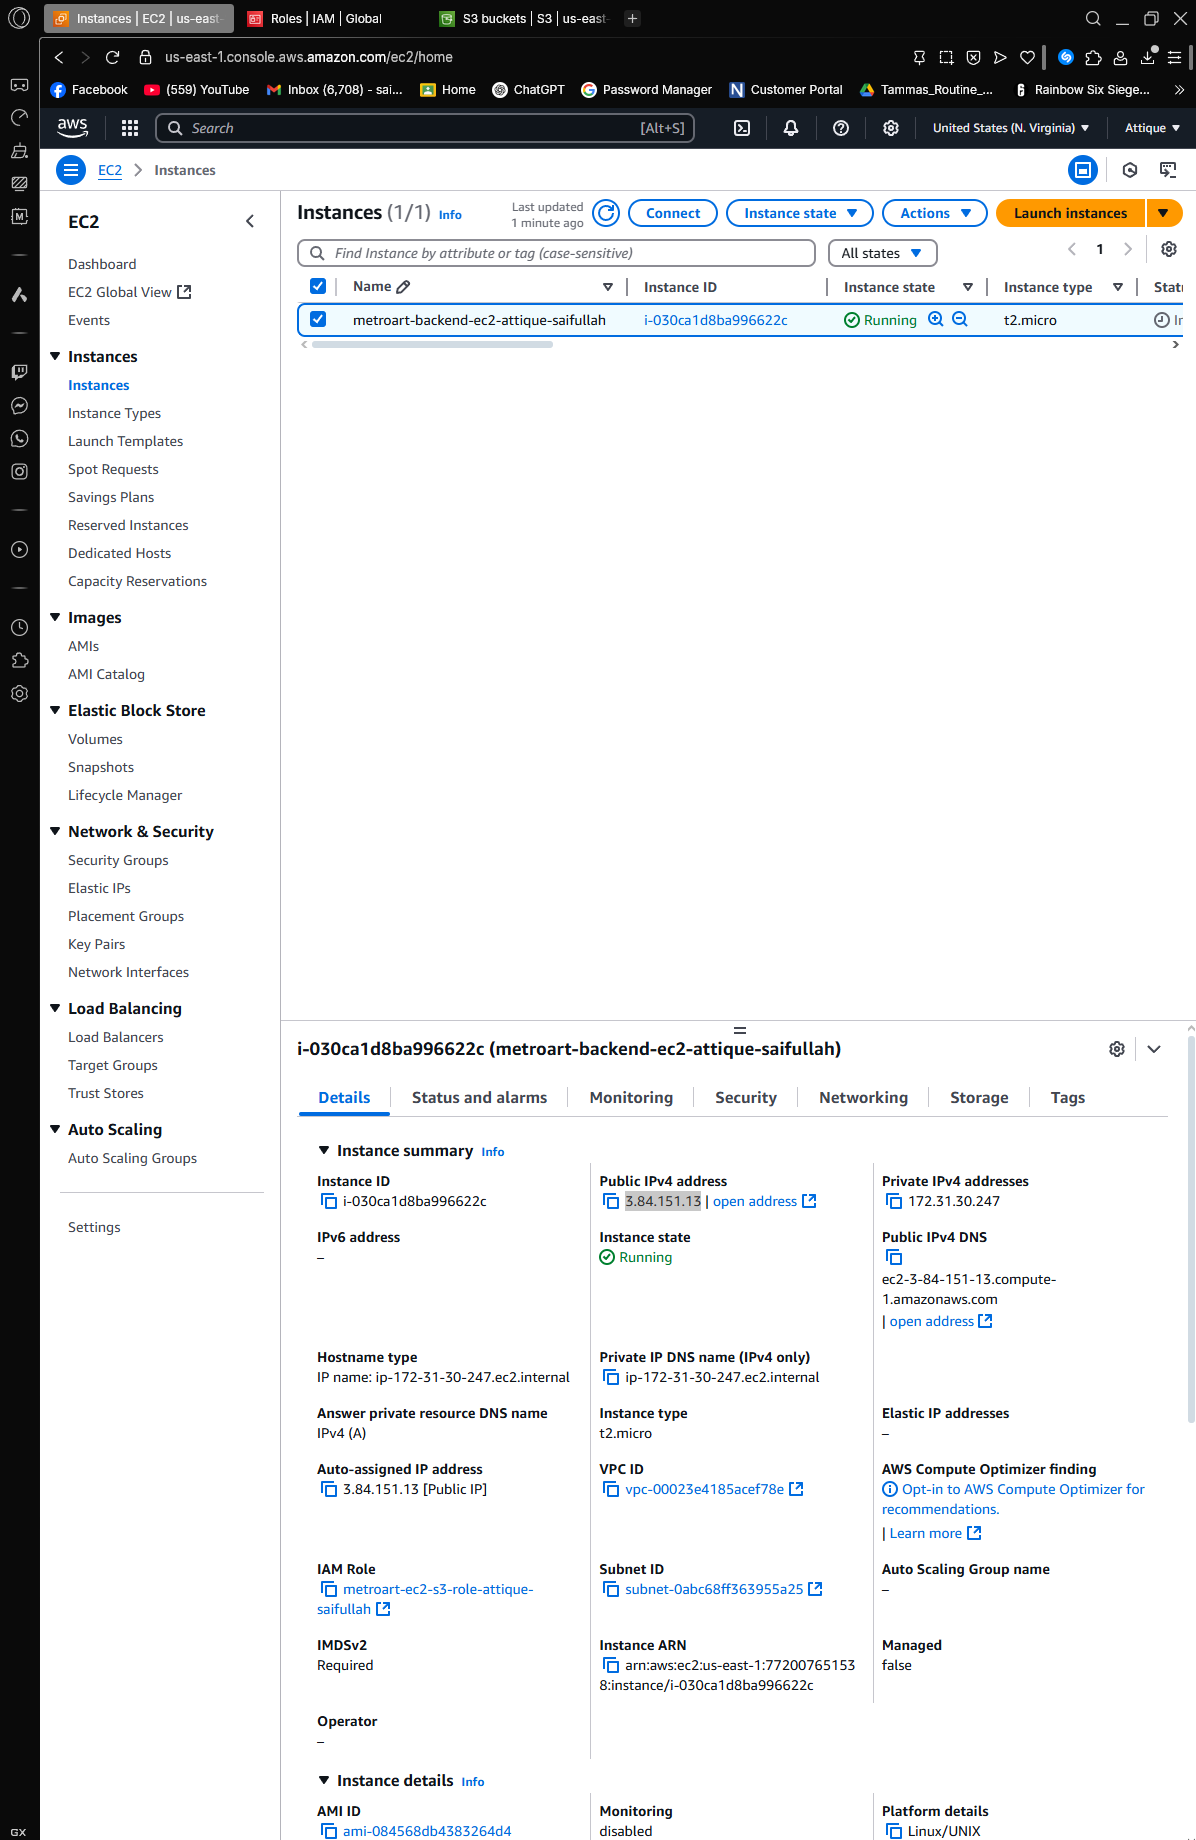 Instances | EC2 | us-east-
Roles | IAM | Global
S3 buckets | S3 | us-east-
us-east-1.console.aws.amazon.com/ec2/home
Facebook
(559) YouTube
Inbox (6,708) - sai...
Home
ChatGPT
Password Manager
Customer Portal
Tammas_Routine_...
Rainbow Six Siege...
aws
Search
[Alt+S]
United States (N. Virginia)
Attique
EC2
Instances
EC2
Dashboard
EC2 Global View
Events
Instances
Instances
Instance Types
Launch Templates
Spot Requests
Savings Plans
Reserved Instances
Dedicated Hosts
Capacity Reservations
Images
AMIs
AMI Catalog
Elastic Block Store
Volumes
Snapshots
Lifecycle Manager
Network & Security
Security Groups
Elastic IPs
Placement Groups
Key Pairs
Network Interfaces
Load Balancing
Load Balancers
Target Groups
Trust Stores
Auto Scaling
Auto Scaling Groups
Settings
GX
Instances (1/1) Info
Last updated
1 minute ago
Connect
Instance state
Actions
Launch instances
Find Instance by attribute or tag (case-sensitive)
All states
1
Name
Instance ID
Instance state
Instance type
Stat
metroart-backend-ec2-attique-saifullah
i-030ca1d8ba996622c
Running
t2.micro
i-030ca1d8ba996622c (metroart-backend-ec2-attique-saifullah)
Details
Status and alarms
Monitoring
Security
Networking
Storage
Tags
Instance summary Info
Instance ID
i-030ca1d8ba996622c
Public IPv4 address
3.84.151.13 | open address
Private IPv4 addresses
172.31.30.247
IPv6 address
–
Instance state
Running
Public IPv4 DNS
ec2-3-84-151-13.compute-
1.amazonaws.com
| open address
Hostname type
IP name: ip-172-31-30-247.ec2.internal
Private IP DNS name (IPv4 only)
ip-172-31-30-247.ec2.internal
Answer private resource DNS name
IPv4 (A)
Instance type
t2.micro
Elastic IP addresses
–
Auto-assigned IP address
3.84.151.13 [Public IP]
VPC ID
vpc-00023e4185acef78e
AWS Compute Optimizer finding
Opt-in to AWS Compute Optimizer for
recommendations.
| Learn more
IAM Role
metroart-ec2-s3-role-attique-
saifullah
Subnet ID
subnet-0abc68ff363955a25
Auto Scaling Group name
–
IMDSv2
Required
Instance ARN
arn:aws:ec2:us-east-1:77200765153
8:instance/i-030ca1d8ba996622c
Managed
false
Operator
–
Instance details Info
AMI ID
ami-084568db4383264d4
Monitoring
disabled
Platform details
Linux/UNIX